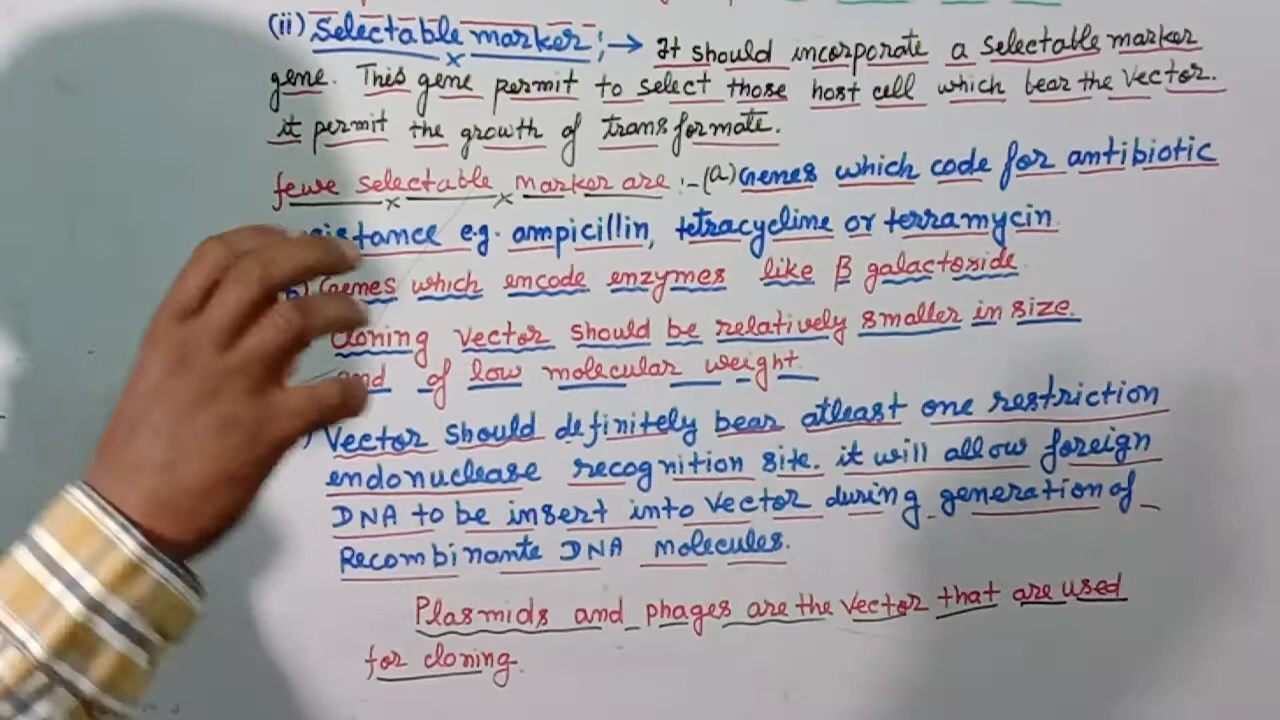 (ii) Selectable marker :→ It should incorporate a selectable marker
gene. This gene permit to select those host cell which bear the vector.
it permit the growth of transformate.
fewe selectable marker are :- (a) Genes which code for antibiotic
istance e.g. ampicillin, tetracycline or terramycin
Genes which encode enzymes like β galactoside
cloning vector should be relatively smaller in size.
and of low molecular weight.
Vector should definitely bear atleast one restriction
endonuclease recognition site. it will allow foreign
DNA to be insert into vector during generation of
Recombinante DNA molecules.
Plasmids and phages are the vector that are used
for cloning.